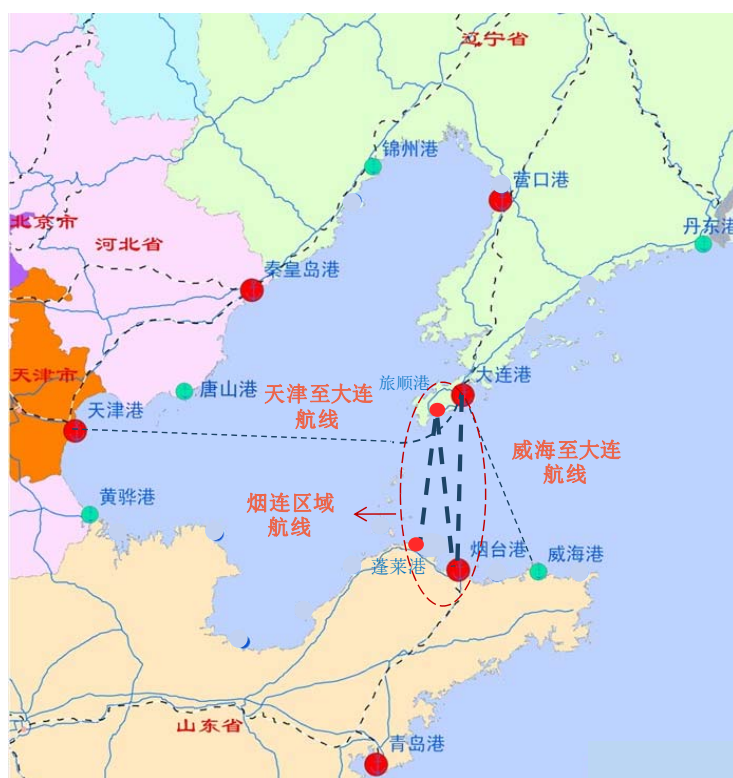 辽宁省
锦州港
营口港
北京市
丹东港
河北省
秦皇岛港
天津市
唐山港
旅顺港
大连港
天津至大连
航线
天津港
威海至大连
航线
黄骅港
烟连区域
航线
烟台港
威海港
蓬莱港
山东省
青岛港